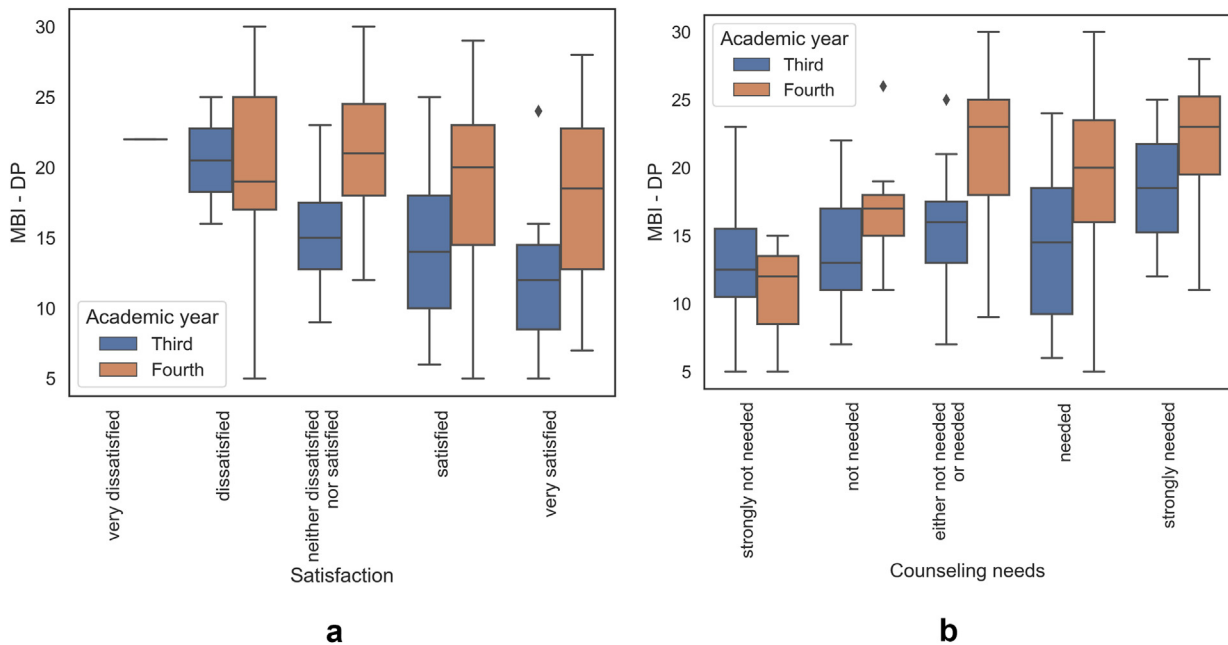 30
25
20
15
10
5
MBI - DP
Academic year
Third
Fourth
very dissatisfied
dissatisfied
neither dissatisfied
nor satisfied
satisfied
very satisfied
Satisfaction
a
30
25
20
15
10
5
MBI - DP
Academic year
Third
Fourth
strongly not needed
not needed
either not needed
or needed
needed
strongly needed
Counseling needs
b